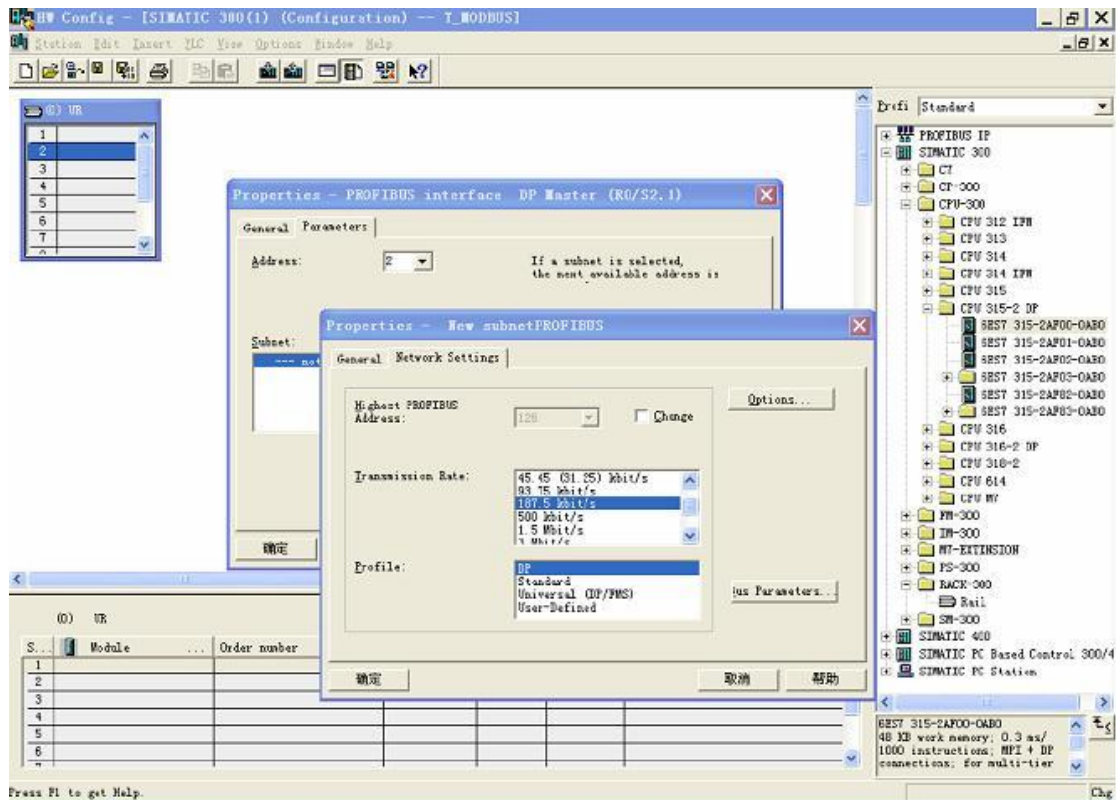 HW Config - [SIMATIC 300(1) (Configuration) -- T_MODBUS]
Station Edit Insert PLC View Options Window Help
(0) UR
1
2
3
4
5
6
7
Profi Standard
PROFIBUS
SIMATIC 300
C7
CP-300
CPU-300
CPU 312 IFM
CPU 313
CPU 314
CPU 314 IFM
CPU 315
CPU 315-2 DP
6ES7 315-2AF00-0AB0
6ES7 315-2AF01-0AB0
6ES7 315-2AF02-0AB0
6ES7 315-2AF03-0AB0
6ES7 315-2AF82-0AB0
6ES7 315-2AF83-0AB0
CPU 316
CPU 316-2 DP
CPU 318-2
CPU 614
CPU M7
FM-300
IM-300
M7-EXTENSION
PS-300
RACK-300
Rail
SM-300
SIMATIC 400
SIMATIC PC Based Control 300/4
SIMATIC PC Station
6ES7 315-2AF00-0AB0
48 KB work memory; 0.3 ms/
1000 instructions; MPI + DP
connections; for multi-tier
Properties - PROFIBUS interface DP Master (R0/S2.1)
General Parameters
Address: 2
If a subnet is selected,
the next available address is
Subnet:
--- not
确定
Properties - New subnetPROFIBUS
General Network Settings
Highest PROFIBUS
Address:
126
Change
Options...
Transmission Rate:
45.45 (31.25) kbit/s
93.75 kbit/s
187.5 kbit/s
500 kbit/s
1.5 Mbit/s
3 Mbit/s
Profile:
DP
Standard
Universal (DP/FMS)
User-Defined
us Parameters...
确定 取消 帮助
(0) UR
S... Module ... Order number
1
2
3
4
5
6
Press F1 to get Help.
Chg